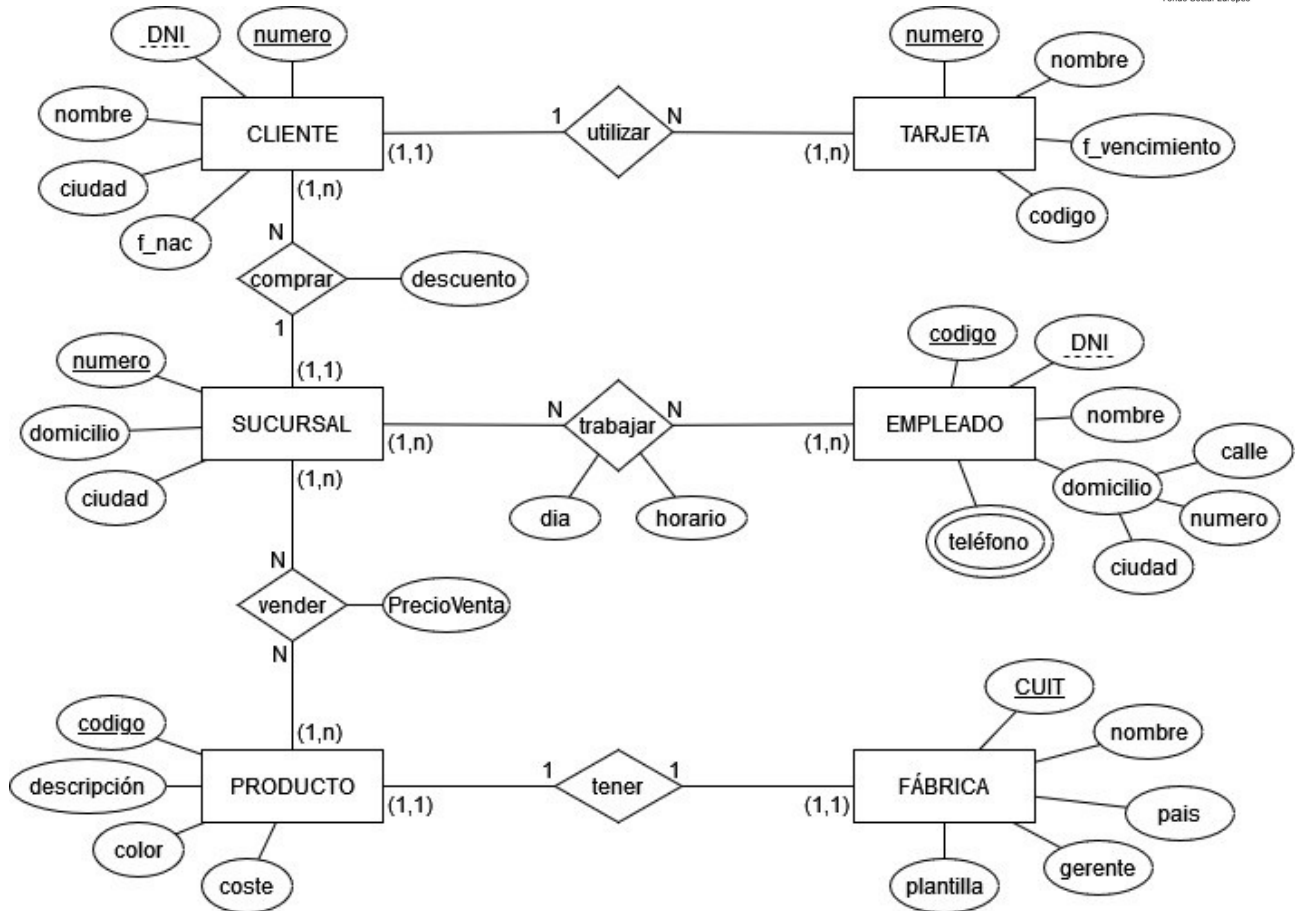 Fondo Social Europeo
DNI
numero
numero
nombre
nombre
CLIENTE
1
utilizar
N
TARJETA
(1,1)
(1,n)
f_vencimiento
ciudad
(1,n)
codigo
f_nac
N
comprar
descuento
1
codigo
DNI
numero
(1,1)
nombre
domicilio
SUCURSAL
N
trabajar
N
EMPLEADO
calle
(1,n)
(1,n)
domicilio
ciudad
(1,n)
dia
horario
numero
teléfono
ciudad
N
vender
PrecioVenta
N
CUIT
codigo
(1,n)
nombre
descripción
PRODUCTO
1
tener
1
FÁBRICA
(1,1)
(1,1)
pais
color
gerente
coste
plantilla